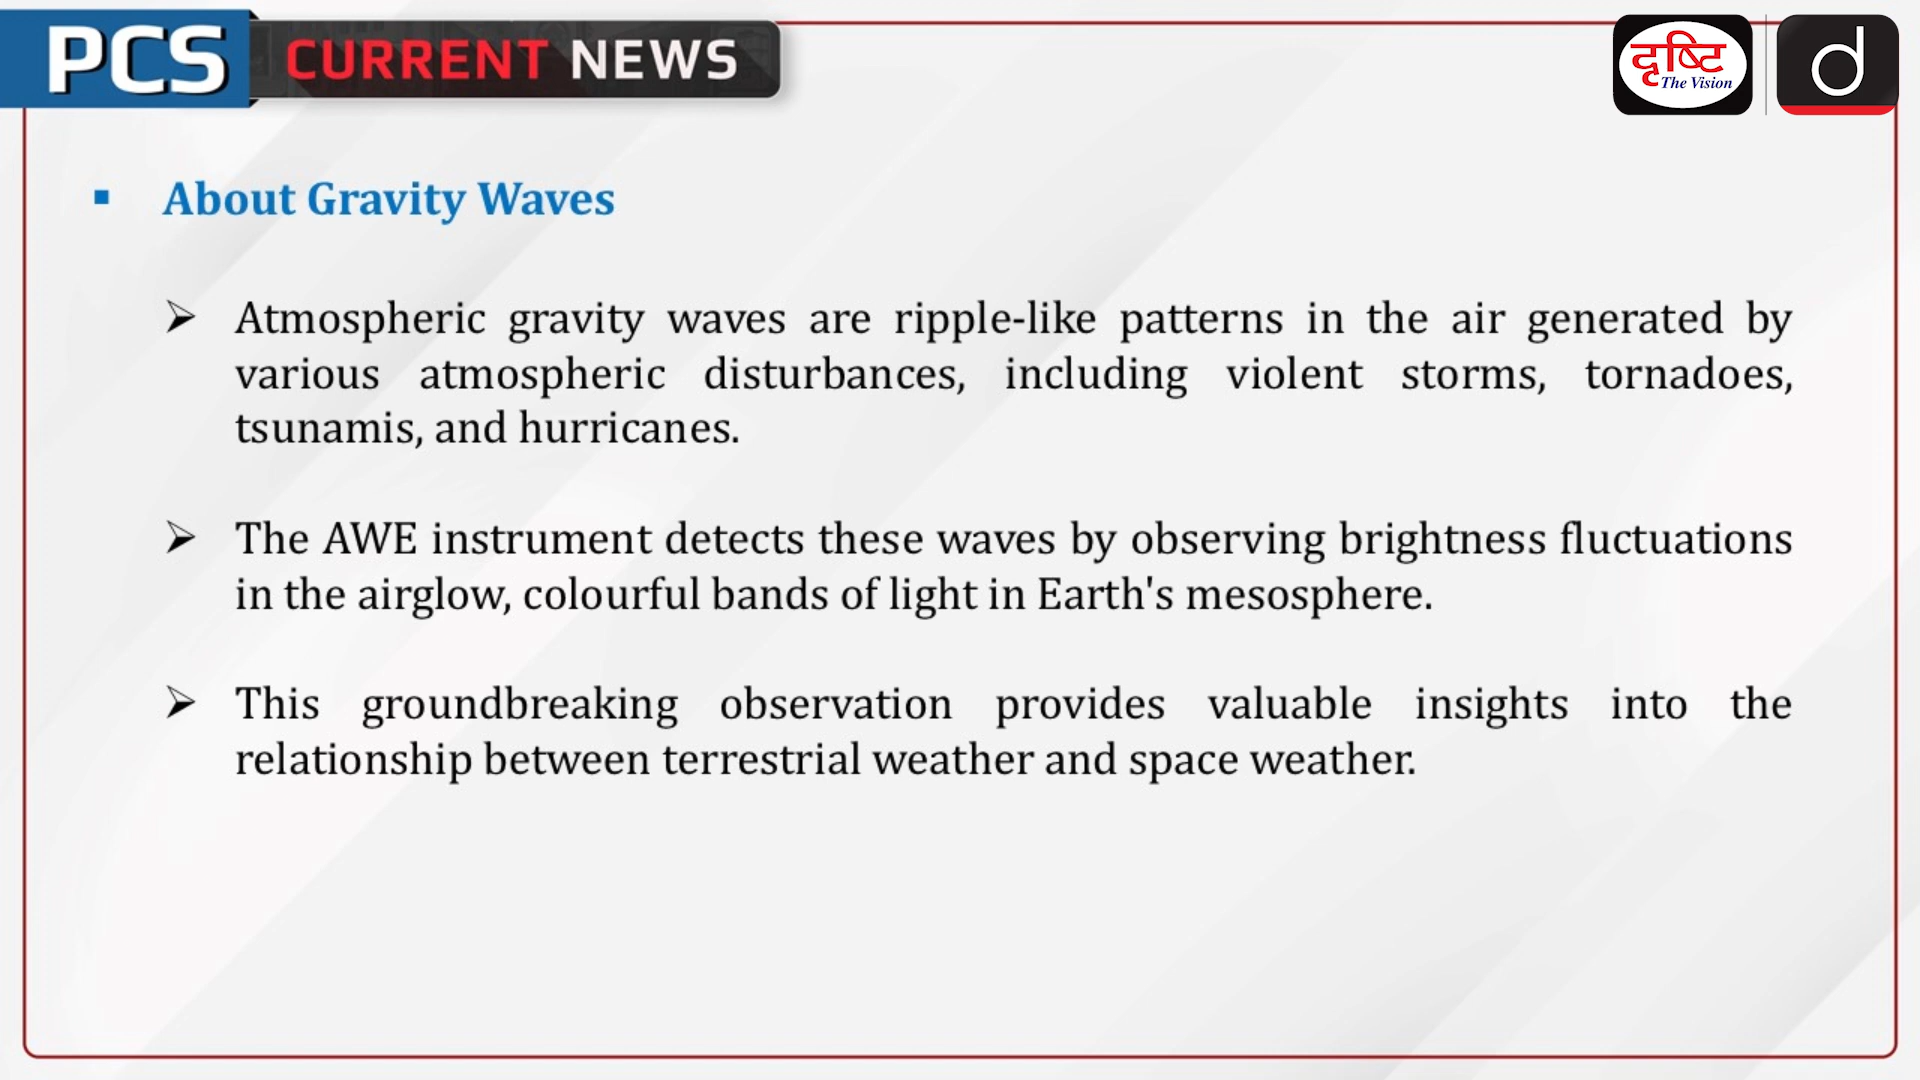 PCS CURRENT NEWS
दृष्टि
The Vision
d
About Gravity Waves
Atmospheric gravity waves are ripple-like patterns in the air generated by
various atmospheric disturbances, including violent storms, tornadoes,
tsunamis, and hurricanes.
The AWE instrument detects these waves by observing brightness fluctuations
in the airglow, colourful bands of light in Earth's mesosphere.
This groundbreaking observation provides valuable insights into the
relationship between terrestrial weather and space weather.